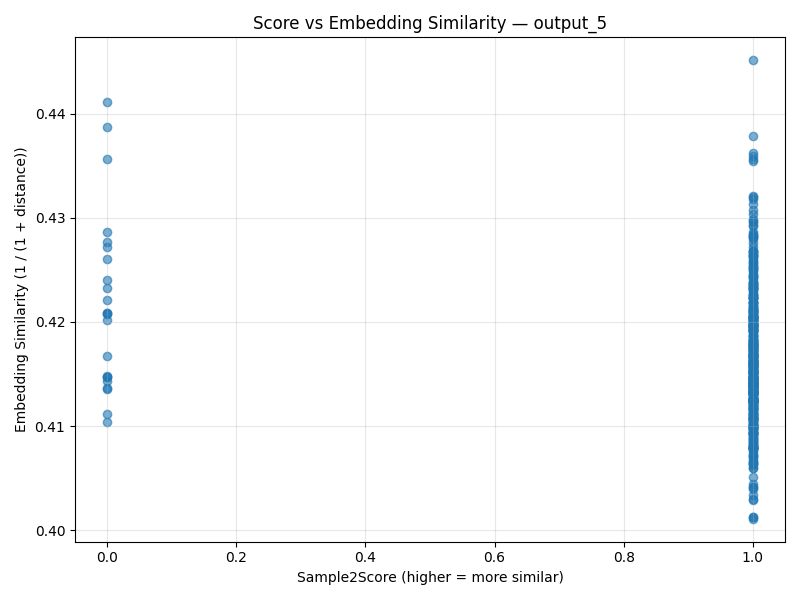 Score vs Embedding Similarity — output_5
Embedding Similarity (1 / (1 + distance))
0.44
0.43
0.42
0.41
0.40
0.0 0.2 0.4 0.6 0.8 1.0
Sample2Score (higher = more similar)